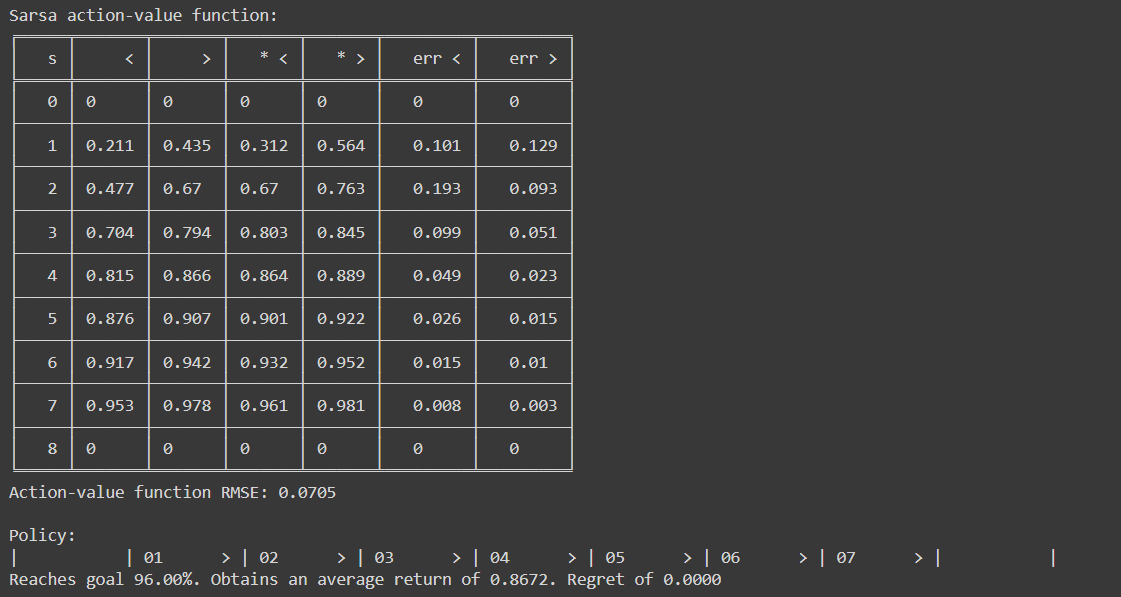 Sarsa action-value function:
s < > * < * > err < err >
0 0 0 0 0 0 0
1 0.211 0.435 0.312 0.564 0.101 0.129
2 0.477 0.67 0.67 0.763 0.193 0.093
3 0.704 0.794 0.803 0.845 0.099 0.051
4 0.815 0.866 0.864 0.889 0.049 0.023
5 0.876 0.907 0.901 0.922 0.026 0.015
6 0.917 0.942 0.932 0.952 0.015 0.01
7 0.953 0.978 0.961 0.981 0.008 0.003
8 0 0 0 0 0 0
Action-value function RMSE: 0.0705
Policy:
| | 01 > | 02 > | 03 > | 04 > | 05 > | 06 > | 07 > | |
Reaches goal 96.00%. Obtains an average return of 0.8672. Regret of 0.0000